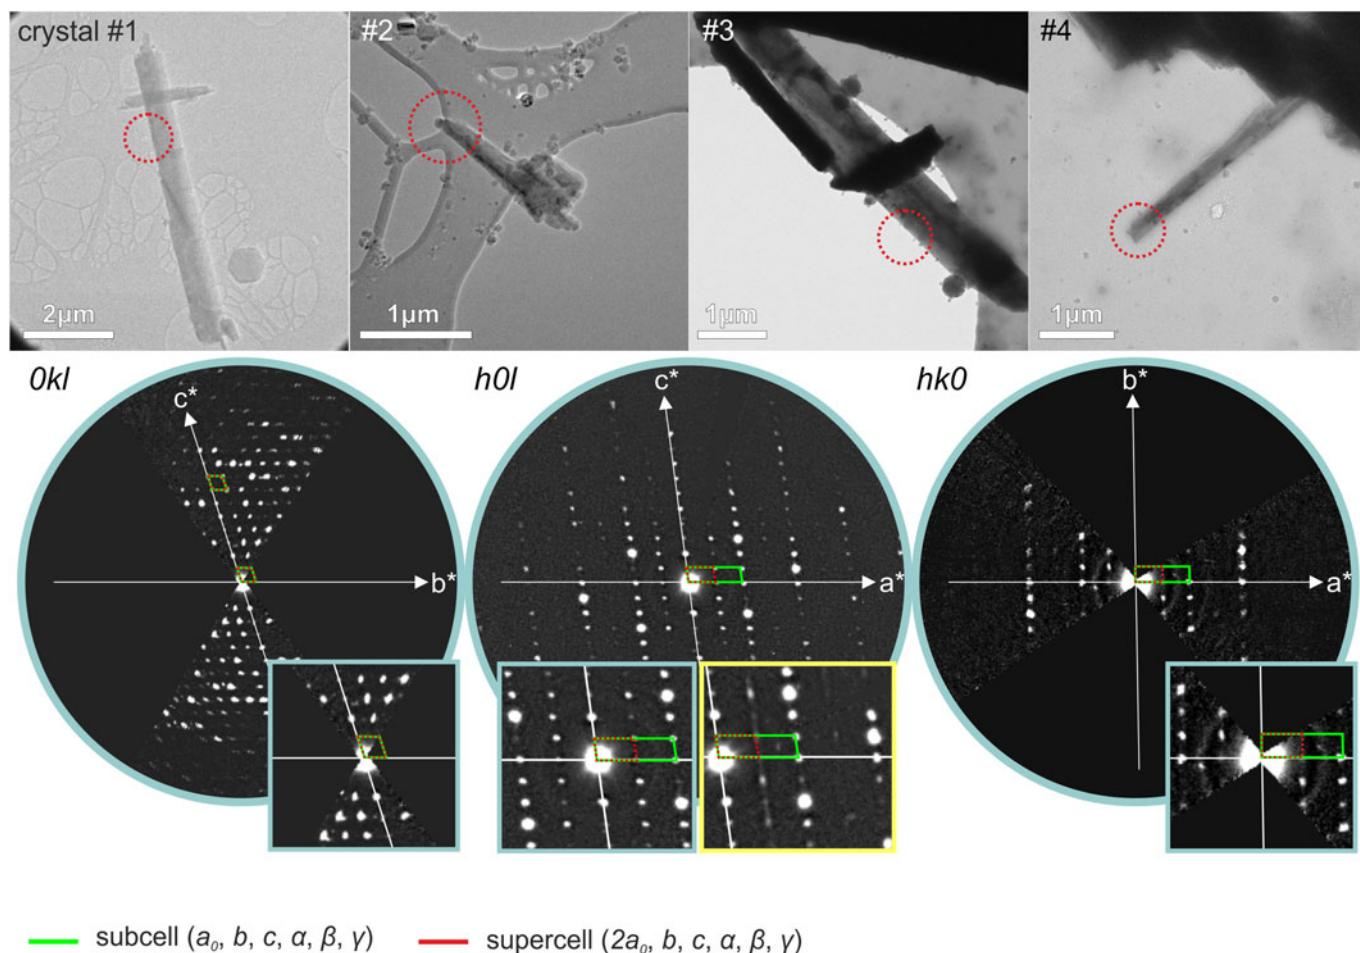 crystal #1
#2
#3
#4
2μm
1μm
1μm
1μm
0kl
h0l
hk0
c*
c*
b*
b*
a*
a*
subcell (a₀, b, c, α, β, γ)
supercell (2a₀, b, c, α, β, γ)